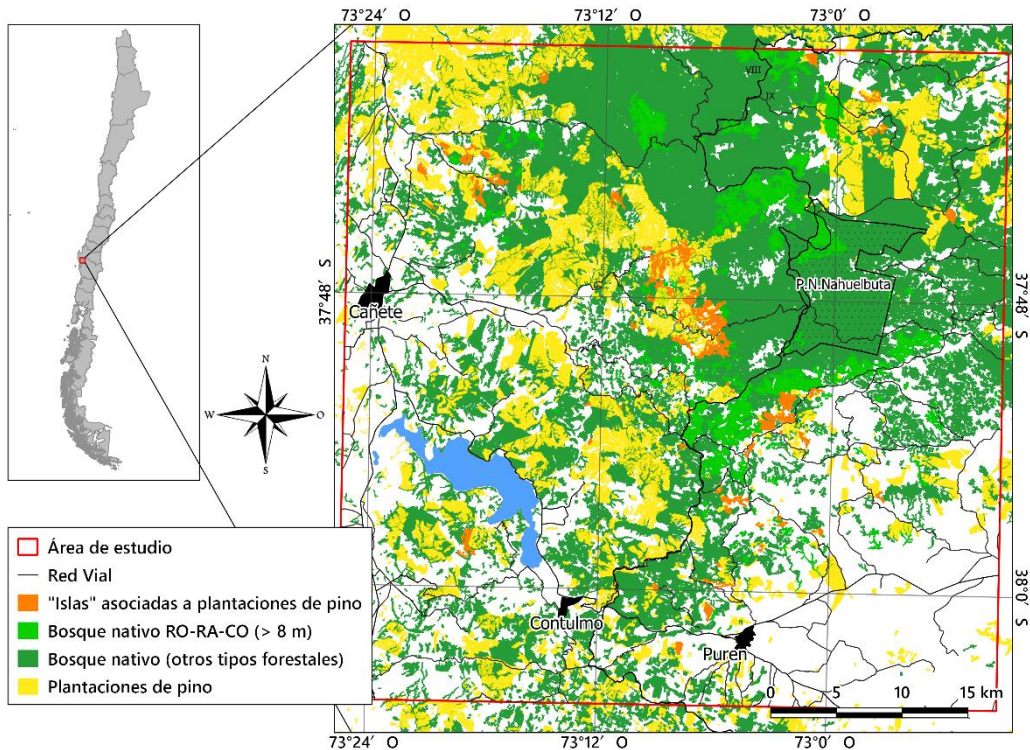 73°24' O
73°12' O
73°0' O
VIII
IX
37°48' S
37°48' S
P.N.Nahuelbuta
Cañete
N
W
O
S
Área de estudio
Red Vial
"Islas" asociadas a plantaciones de pino
Bosque nativo RO-RA-CO (> 8 m)
Bosque nativo (otros tipos forestales)
Plantaciones de pino
38°0' S
Contulmo
Purén
0 5 10 15 km
73°24' O
73°12' O
73°0' O